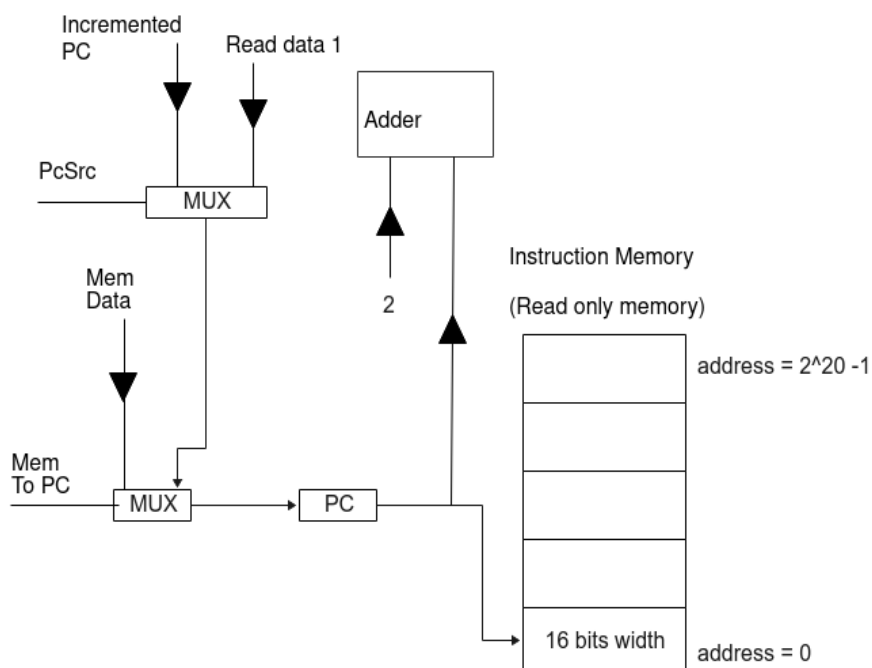 Incremented
PC
Read data 1
Adder
PcSrc
MUX
Instruction Memory
Mem
Data
2
(Read only memory)
address = 2^20 -1
Mem
To PC
MUX
PC
16 bits width
address = 0